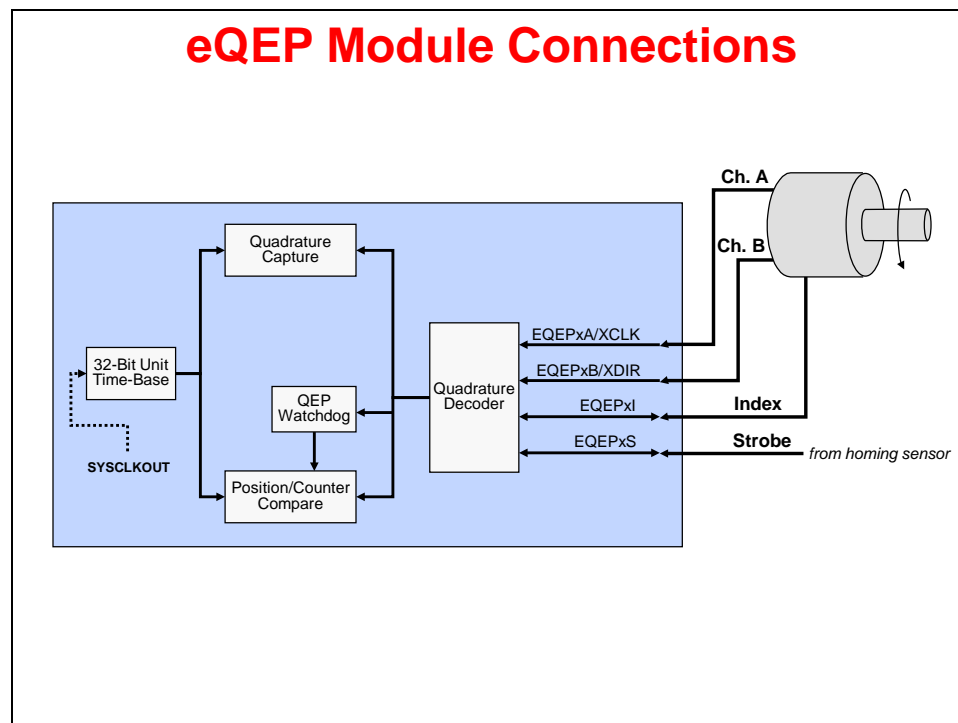 eQEP Module Connections
Ch. A
Quadrature
Capture
Ch. B
EQEPxA/XCLK
32-Bit Unit
Time-Base
EQEPxB/XDIR
Quadrature
Decoder
QEP
Watchdog
EQEPxI
Index
EQEPxS
Strobe
from homing sensor
SYSCLKOUT
Position/Counter
Compare